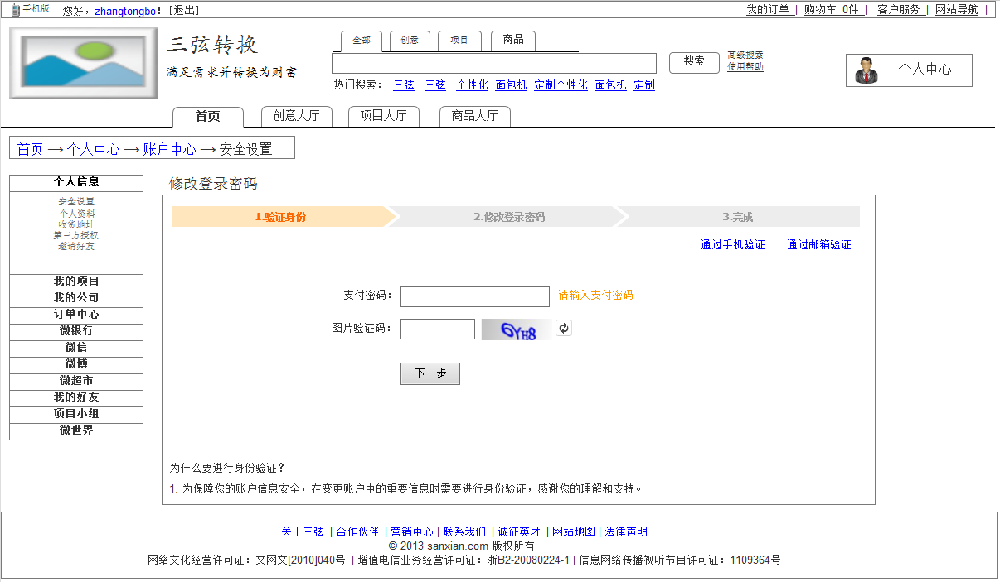 手机版 您好，zhangtongbo！[退出] 我的订单 | 购物车 0件 | 客户服务 | 网站导航 |
三弦转换
满足需求并转换为财富
全部 创意 项目 商品
搜索 高级搜索
使用帮助
个人中心
热门搜索： 三弦 三弦 个性化 面包机 定制个性化 面包机 定制
首页 创意大厅 项目大厅 商品大厅
首页 → 个人中心 → 账户中心 → 安全设置
个人信息
安全设置
个人资料
收货地址
第三方授权
邀请好友
我的项目
我的公司
订单中心
微银行
微信
微博
微超市
我的好友
项目小组
微世界
修改登录密码
1.验证身份 2.修改登录密码 3.完成
通过手机验证 通过邮箱验证
支付密码： 请输入支付密码
图片验证码： 6YH8
下一步
为什么要进行身份验证？
1. 为保障您的账户信息安全，在变更账户中的重要信息时需要进行身份验证，感谢您的理解和支持。
关于三弦 | 合作伙伴 | 营销中心 | 联系我们 | 诚征英才 | 网站地图 | 法律声明
© 2013 sanxian.com 版权所有
网络文化经营许可证：文网文[2010]040号 | 增值电信业务经营许可证：浙B2-20080224-1 | 信息网络传播视听节目许可证：1109364号